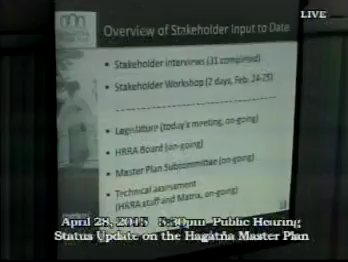 LIVE
Overview of Stakeholder Input to Date
• Stakeholder Interviews (31 completed)
• Stakeholder Workshop (2 days, Feb. 24-25)
• Legislature (today's meeting, on-going)
• HRRA Board (on-going)
• Master Plan Subcommittee (on-going)
• Technical assessment
(HRRA staff and Matrix, on-going)
April 28, 2015 5:30pm Public Hearing
Status Update on the Hagåtña Master Plan